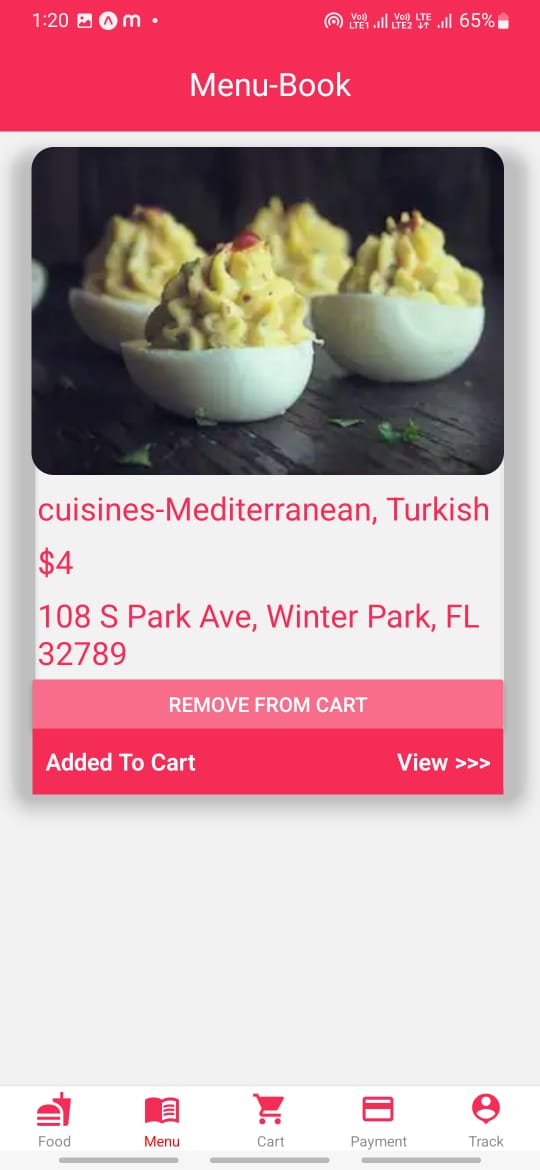 1:20 m • Vo)) LTE1 Vo)) LTE2 LTE 65%
Menu-Book
cuisines-Mediterranean, Turkish
$4
108 S Park Ave, Winter Park, FL
32789
REMOVE FROM CART
Added To Cart View >>>
Food Menu Cart Payment Track